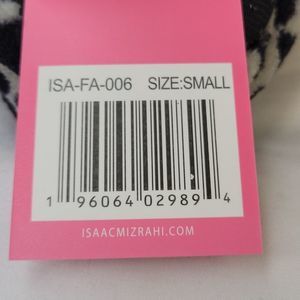 ISA-FA-006 SIZE:SMALL
1 96064 02989 4
ISAACMIZRAHI.COM